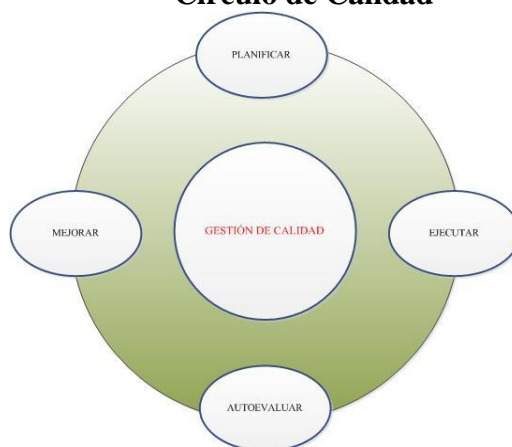 Círculo de Calidad
PLANIFICAR
MEJORAR
GESTIÓN DE CALIDAD
EJECUTAR
AUTOEVALUAR